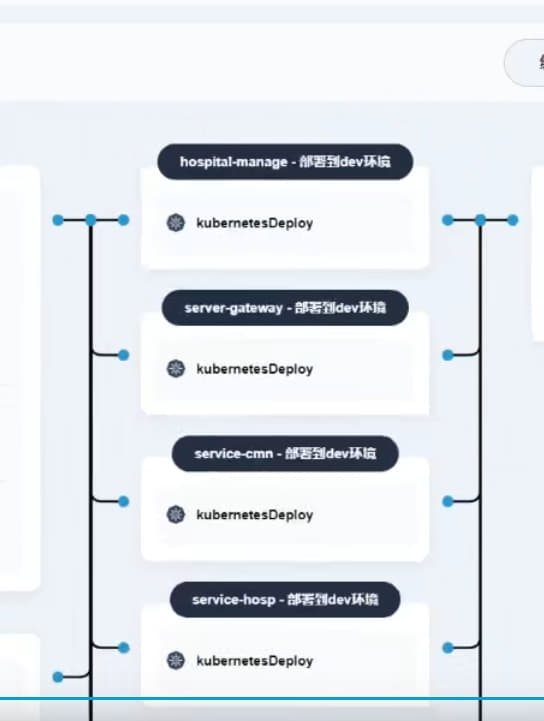 hospital-manage - 部署到dev环境
kubernetesDeploy
server-gateway - 部署到dev环境
kubernetesDeploy
service-cmn - 部署到dev环境
kubernetesDeploy
service-hosp - 部署到dev环境
kubernetesDeploy